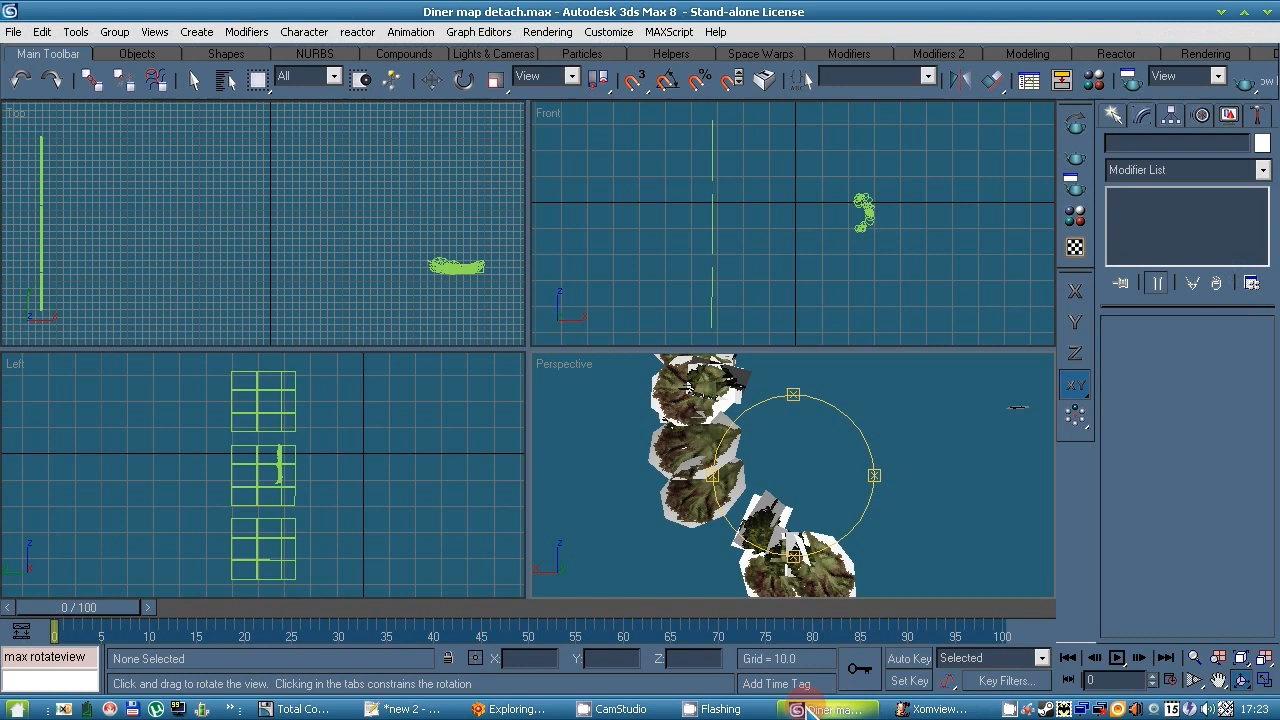 Diner map detach.max - Autodesk 3ds Max 8 - Stand-alone License
File Edit Tools Group Views Create Modifiers Character reactor Animation Graph Editors Rendering Customize MAXScript Help
Main Toolbar Objects Shapes NURBS Compounds Lights & Cameras Particles Helpers Space Warps Modifiers Modifiers 2 Modeling Reactor Rendering
All View View
Top
Front
Modifier List
X
Y
Z
XY
Left
Perspective
0 / 100
0 5 10 15 20 25 30 35 40 45 50 55 60 65 70 75 80 85 90 95 100
max rotateview None Selected X: Y: Z: Grid = 10.0 Auto Key Selected
Click and drag to rotate the view. Clicking in the tabs constrains the rotation Add Time Tag Set Key Key Filters... 0
Total Co... *new 2 - ... Exploring... CamStudio Flashing Diner ma... Xomview... 15 17:23